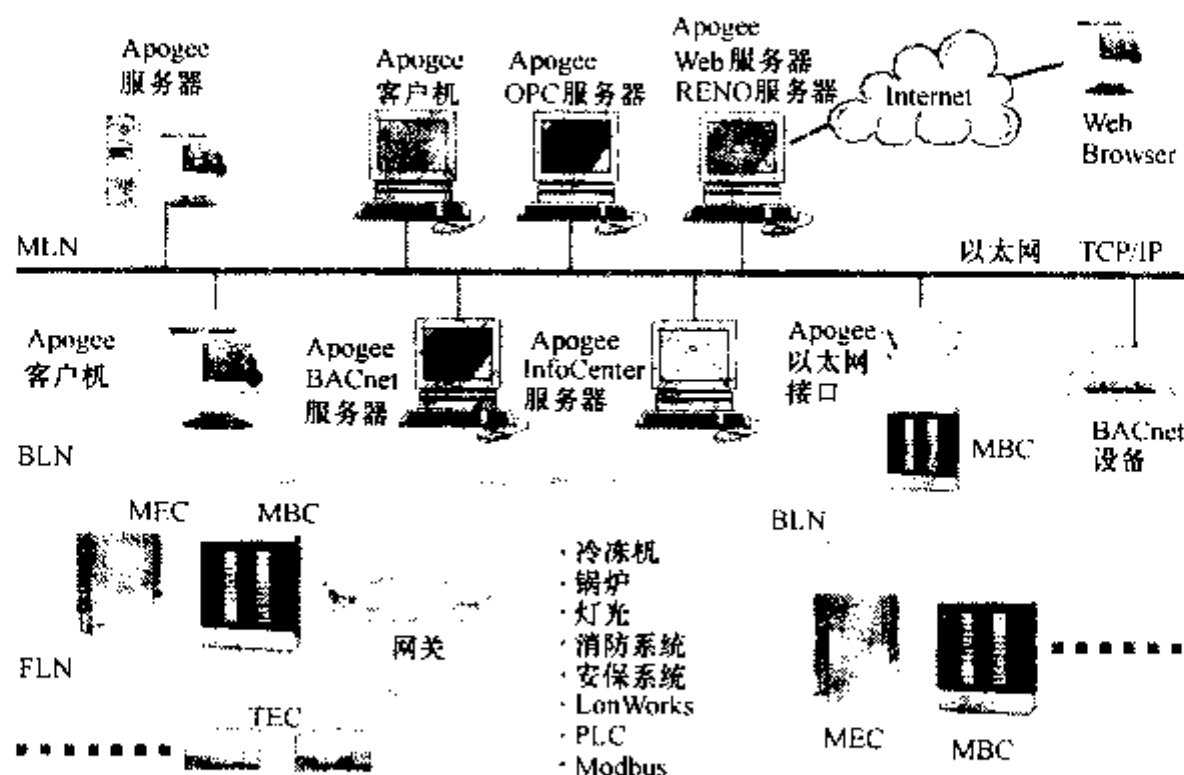 Apogee
服务器
Apogee
客户机
Apogee
OPC服务器
Apogee
Web服务器
RENO服务器
Internet
Web
Browser
MLN
以太网 TCP/IP
Apogee
客户机
Apogee
BACnet
服务器
Apogee
InfoCenter
服务器
Apogee
以太网
接口
MBC
BACnet
设备
BLN
MEC MBC
网关
BLN
·冷冻机
·锅炉
·灯光
·消防系统
·安保系统
·LonWorks
·PLC
·Modbus
FLN
TEC
MEC MBC